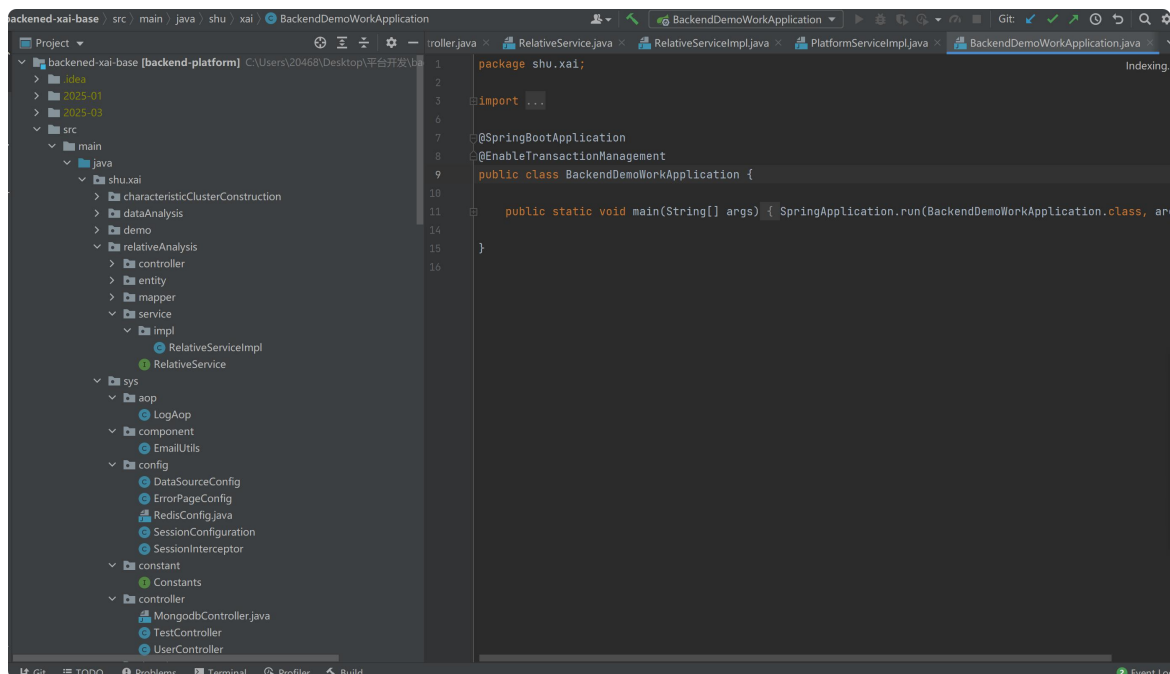 backened-xai-base › src › main › java › shu › xai › BackendDemoWorkApplication
BackendDemoWorkApplication
Git:
Project
troller.java
RelativeService.java
RelativeServiceImpl.java
PlatformServiceImpl.java
BackendDemoWorkApplication.java
backened-xai-base [backend-platform] C:\Users\20468\Desktop\平台开发\ba
.idea
2025-01
2025-03
src
main
java
shu.xai
characteristicClusterConstruction
dataAnalysis
demo
relativeAnalysis
controller
entity
mapper
service
impl
RelativeServiceImpl
RelativeService
sys
aop
LogAop
component
EmailUtils
config
DataSourceConfig
ErrorPageConfig
RedisConfig.java
SessionConfiguration
SessionInterceptor
constant
Constants
controller
MongodbController.java
TestController
UserController
Indexing.
1 package shu.xai;
2
3 import ...
6
7 @SpringBootApplication
8 @EnableTransactionManagement
9 public class BackendDemoWorkApplication {
10
11 public static void main(String[] args) { SpringApplication.run(BackendDemoWorkApplication.class, ar
14
15 }
16
Git TODO Problems Terminal Profiler Build
2 Event Lo